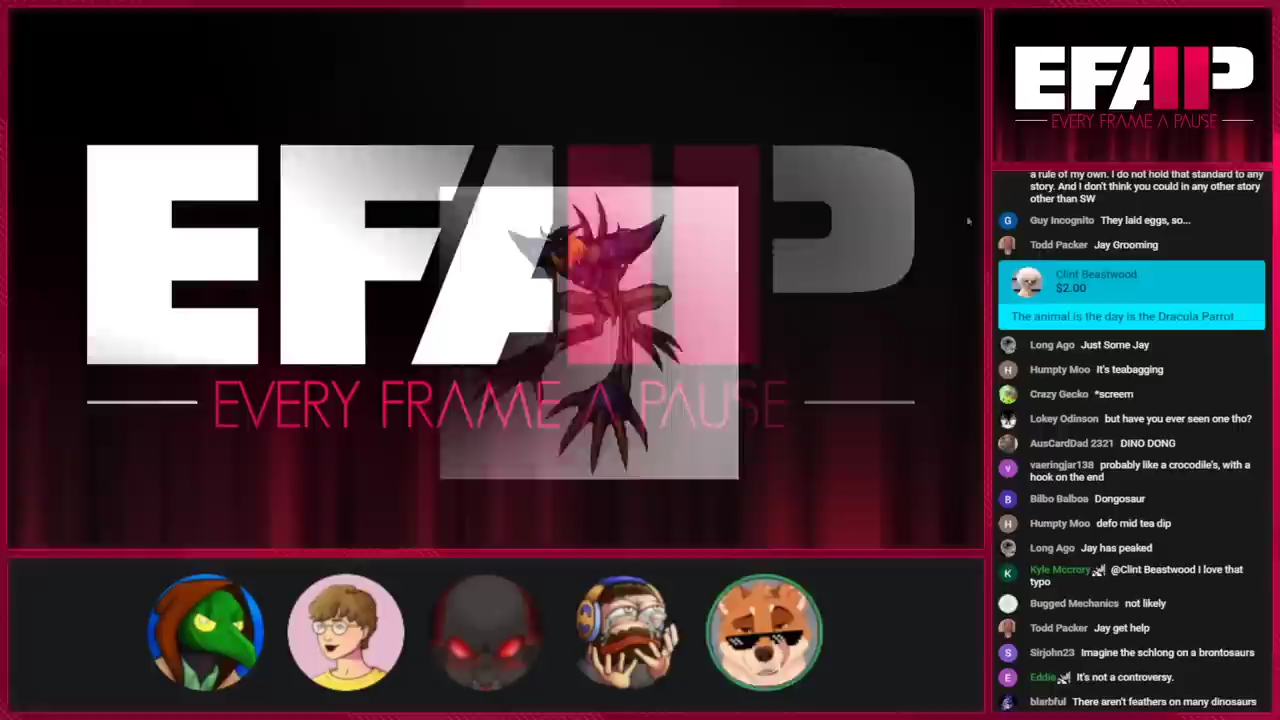 EFAP
EVERY FRAME A PAUSE
EFAP
EVERY FRAME A PAUSE
a rule of my own. I do not hold that standard to any
story. And I don't think you could in any other story
other than SW
G Guy Incognito They laid eggs, so...
Todd Packer Jay Grooming
Clint Beastwood
$2.00
The animal is the day is the Dracula Parrot
Long Ago Just Some Jay
H Humpty Moo It's teabagging
Crazy Gecko *screem
Lokey Odinson but have you ever seen one tho?
AusCardDad 2321 DINO DONG
v vaeringjar138 probably like a crocodile's, with a
hook on the end
B Bilbo Balboa Dongosaur
H Humpty Moo defo mid tea dip
Long Ago Jay has peaked
K Kyle Mccrory @Clint Beastwood I love that
typo
Bugged Mechanics not likely
Todd Packer Jay get help
S Sirjohn23 Imagine the schlong on a brontosaurs
E Eddie It's not a controversy.
blarbful There aren't feathers on many dinosaurs